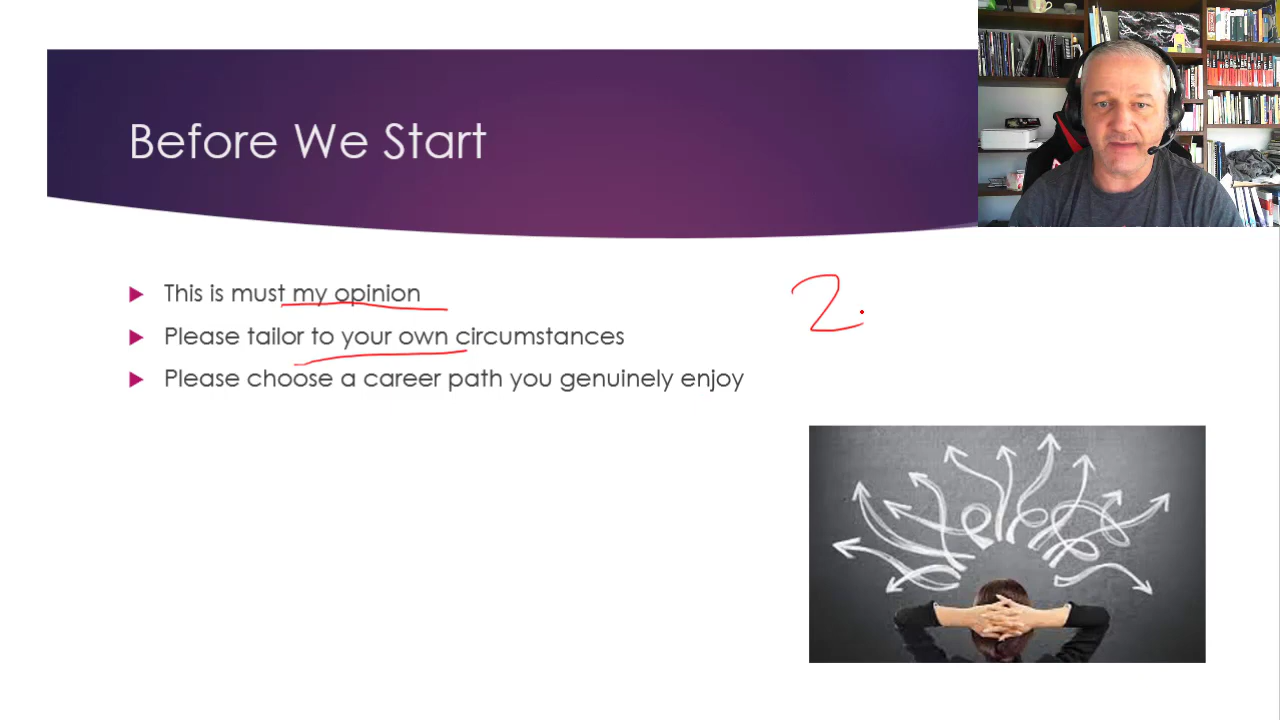 Before We Start
This is must my opinion
Please tailor to your own circumstances
Please choose a career path you genuinely enjoy
2.